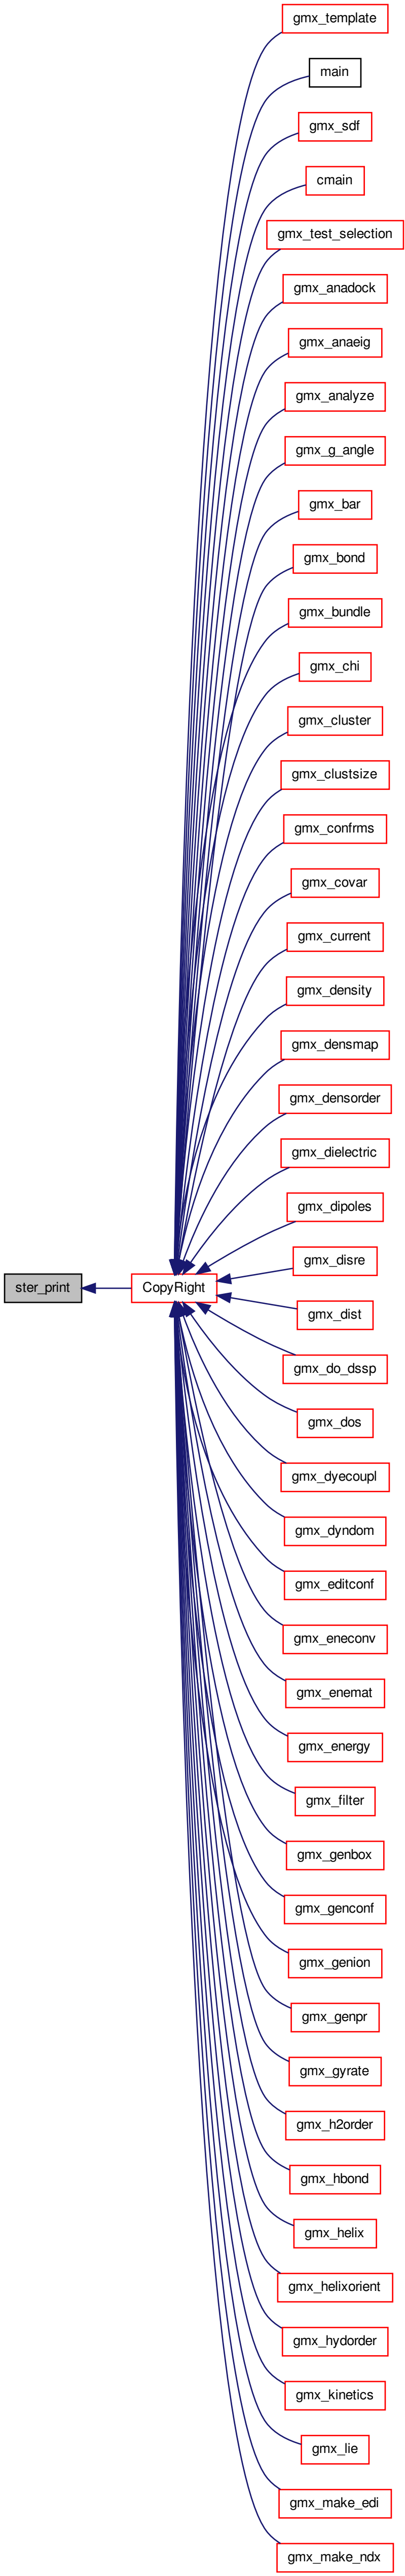 gmx_template
main
gmx_sdf
cmain
gmx_test_selection
gmx_anadock
gmx_anaeig
gmx_analyze
gmx_g_angle
gmx_bar
gmx_bond
gmx_bundle
gmx_chi
gmx_cluster
gmx_clustsize
gmx_confrms
gmx_covar
gmx_current
gmx_density
gmx_densmap
gmx_densorder
gmx_dielectric
gmx_dipoles
gmx_disre
ster_print
CopyRight
gmx_dist
gmx_do_dssp
gmx_dos
gmx_dyecoupl
gmx_dyndom
gmx_editconf
gmx_eneconv
gmx_enemat
gmx_energy
gmx_filter
gmx_genbox
gmx_genconf
gmx_genion
gmx_genpr
gmx_gyrate
gmx_h2order
gmx_hbond
gmx_helix
gmx_helixorient
gmx_hydorder
gmx_kinetics
gmx_lie
gmx_make_edi
gmx_make_ndx